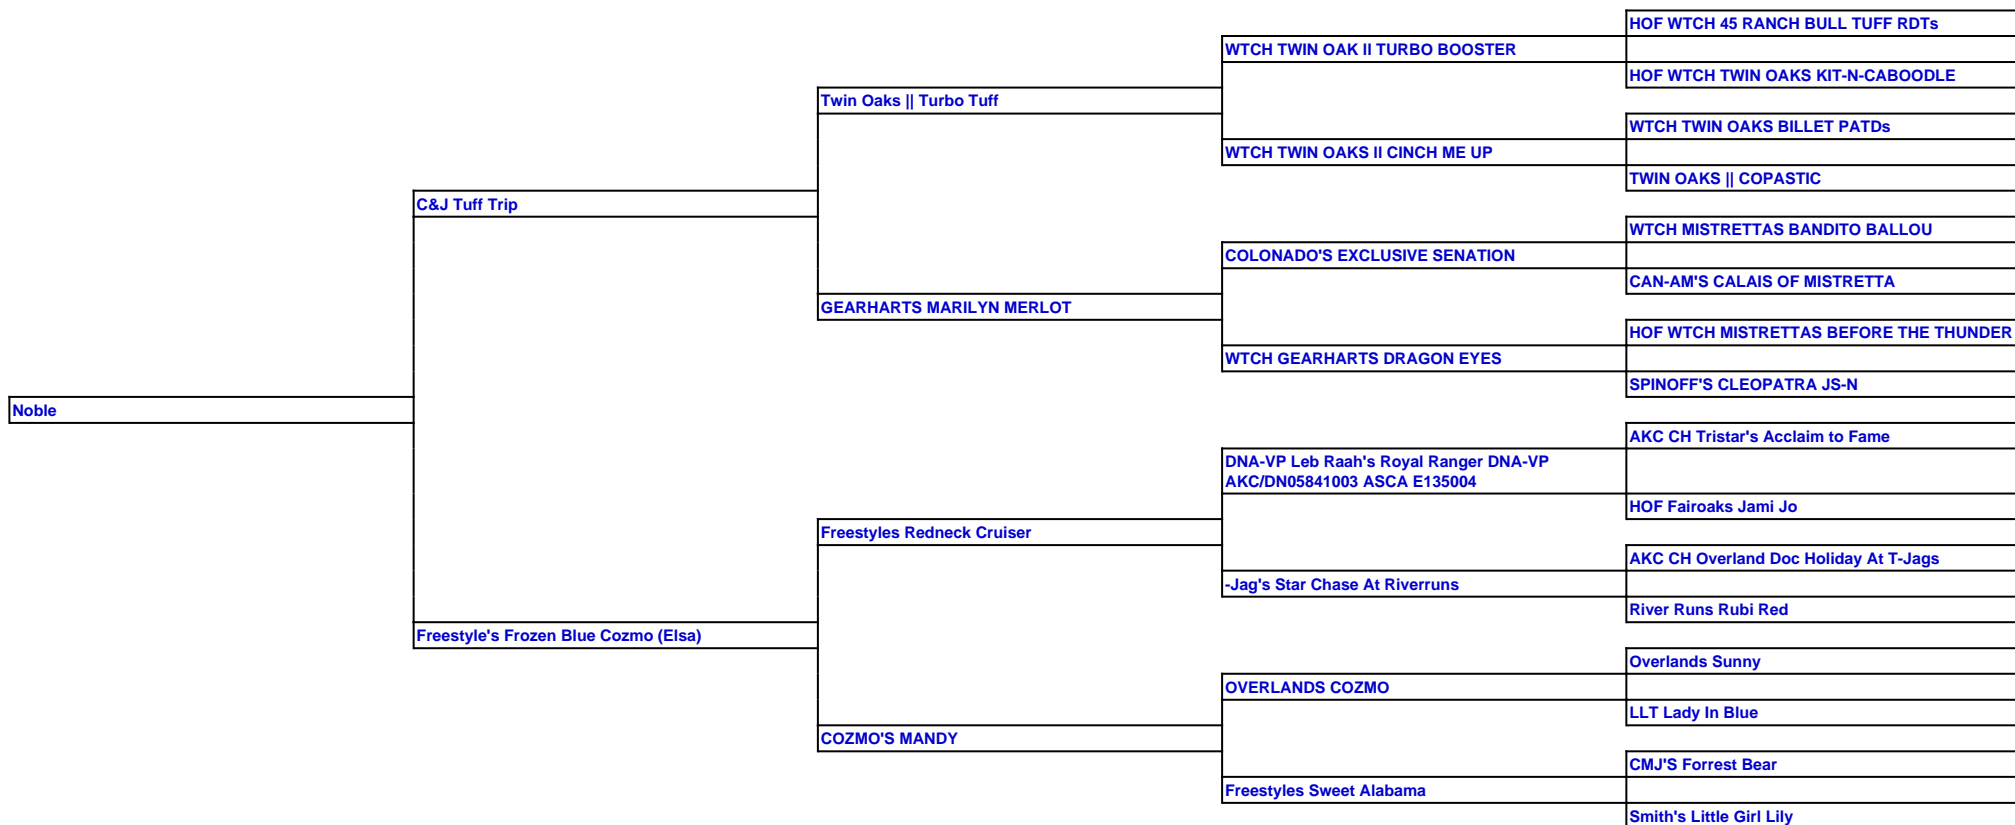 HOF WTCH 45 RANCH BULL TUFF RDTs
WTCH TWIN OAK II TURBO BOOSTER
HOF WTCH TWIN OAKS KIT-N-CABOODLE
Twin Oaks || Turbo Tuff
WTCH TWIN OAKS BILLET PATDs
WTCH TWIN OAKS II CINCH ME UP
TWIN OAKS || COPASTIC
C&J Tuff Trip
WTCH MISTRETTAS BANDITO BALLOU
COLONADO'S EXCLUSIVE SENATION
CAN-AM'S CALAIS OF MISTRETTA
GEARHARTS MARILYN MERLOT
HOF WTCH MISTRETTAS BEFORE THE THUNDER
WTCH GEARHARTS DRAGON EYES
SPINOFF'S CLEOPATRA JS-N
Noble
AKC CH Tristar's Acclaim to Fame
DNA-VP Leb Raah's Royal Ranger DNA-VP
AKC/DN05841003 ASCA E135004
HOF Fairoaks Jami Jo
Freestyles Redneck Cruiser
AKC CH Overland Doc Holiday At T-Jags
-Jag's Star Chase At Riverruns
River Runs Rubi Red
Freestyle's Frozen Blue Cozmo (Elsa)
Overlands Sunny
OVERLANDS COZMO
LLT Lady In Blue
COZMO'S MANDY
CMJ'S Forrest Bear
Freestyles Sweet Alabama
Smith's Little Girl Lily